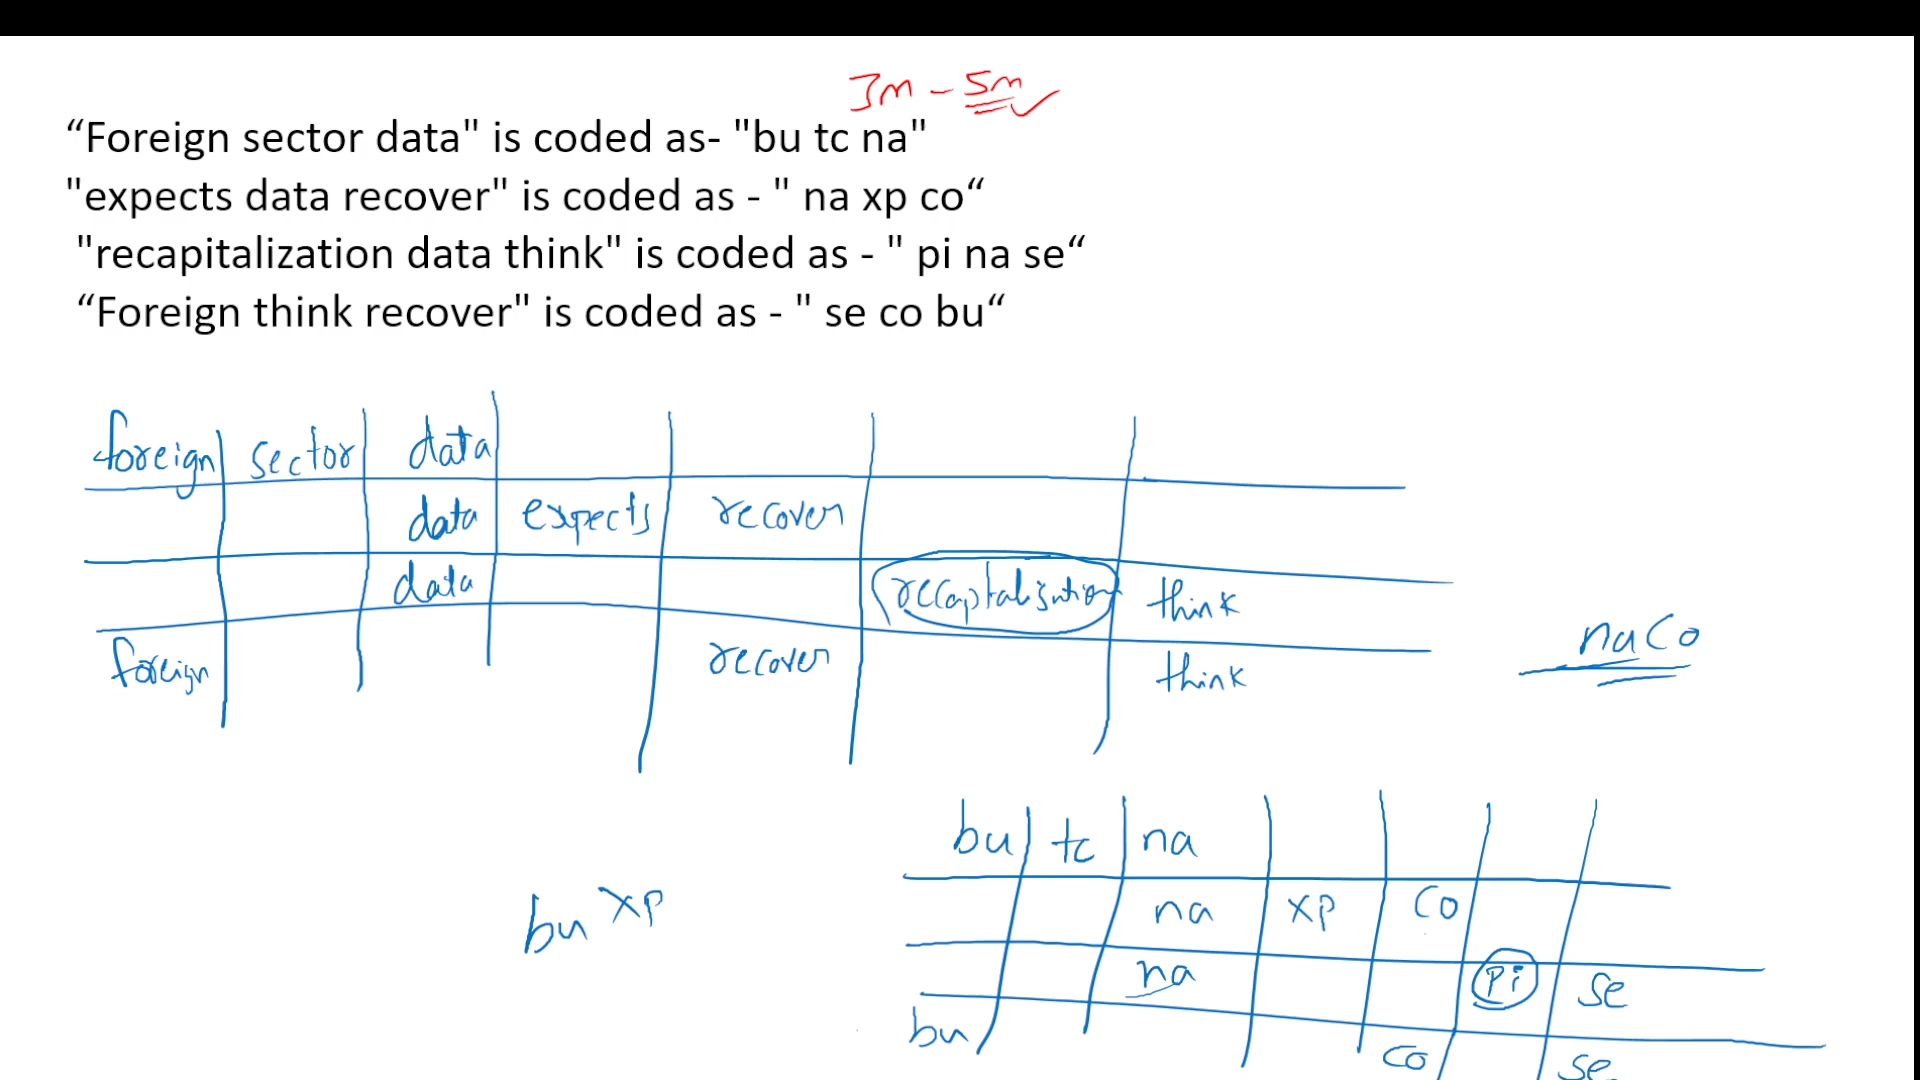 3m - 5m
“Foreign sector data" is coded as- "bu tc na"
"expects data recover" is coded as - " na xp co“
"recapitalization data think" is coded as - " pi na se“
“Foreign think recover" is coded as - " se co bu“
foreign sector data
data expects recover
data recapitalisation think
naco
foreign recover think
bu tc na
bu xp
na xp co
na pi se
bu
co se